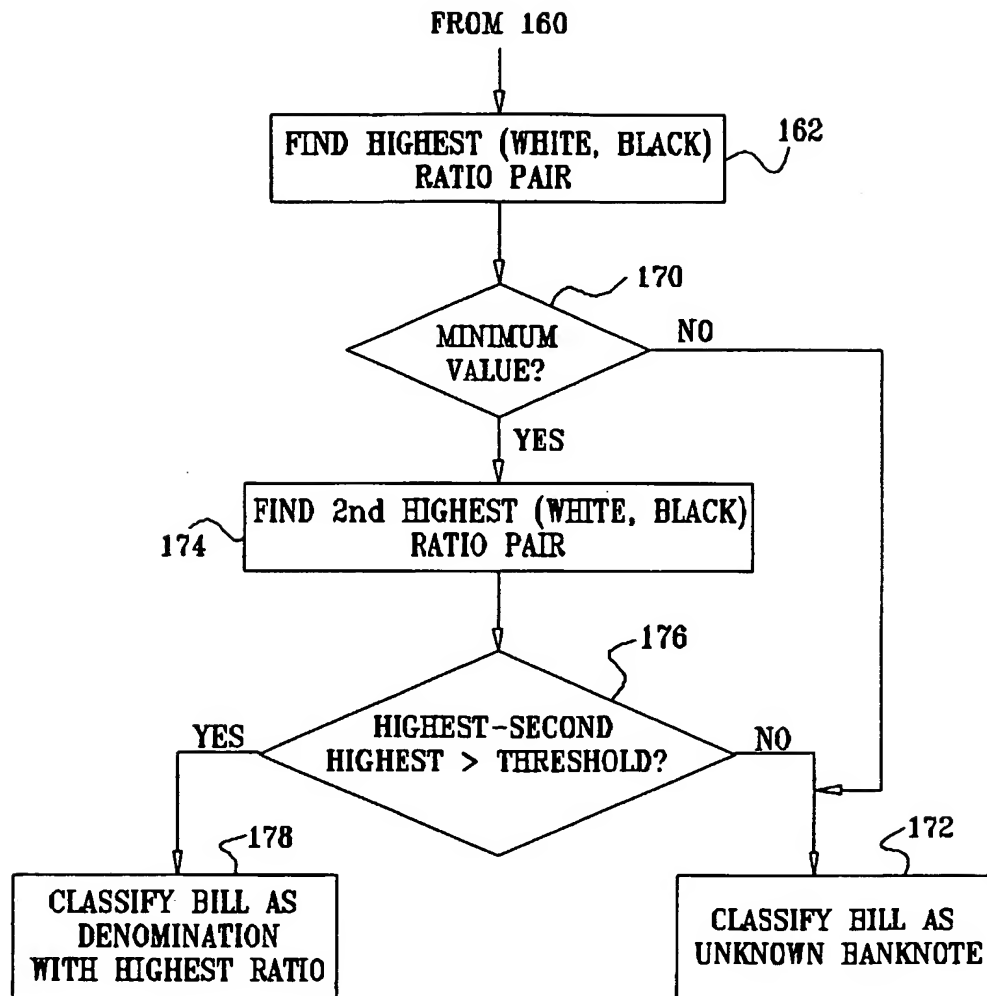 FROM 160
FIND HIGHEST (WHITE, BLACK)
RATIO PAIR
162
170
MINIMUM
VALUE?
NO
YES
FIND 2nd HIGHEST (WHITE, BLACK)
RATIO PAIR
174
176
HIGHEST-SECOND
HIGHEST > THRESHOLD?
YES
NO
178
CLASSIFY BILL AS
DENOMINATION
WITH HIGHEST RATIO
172
CLASSIFY BILL AS
UNKNOWN BANKNOTE